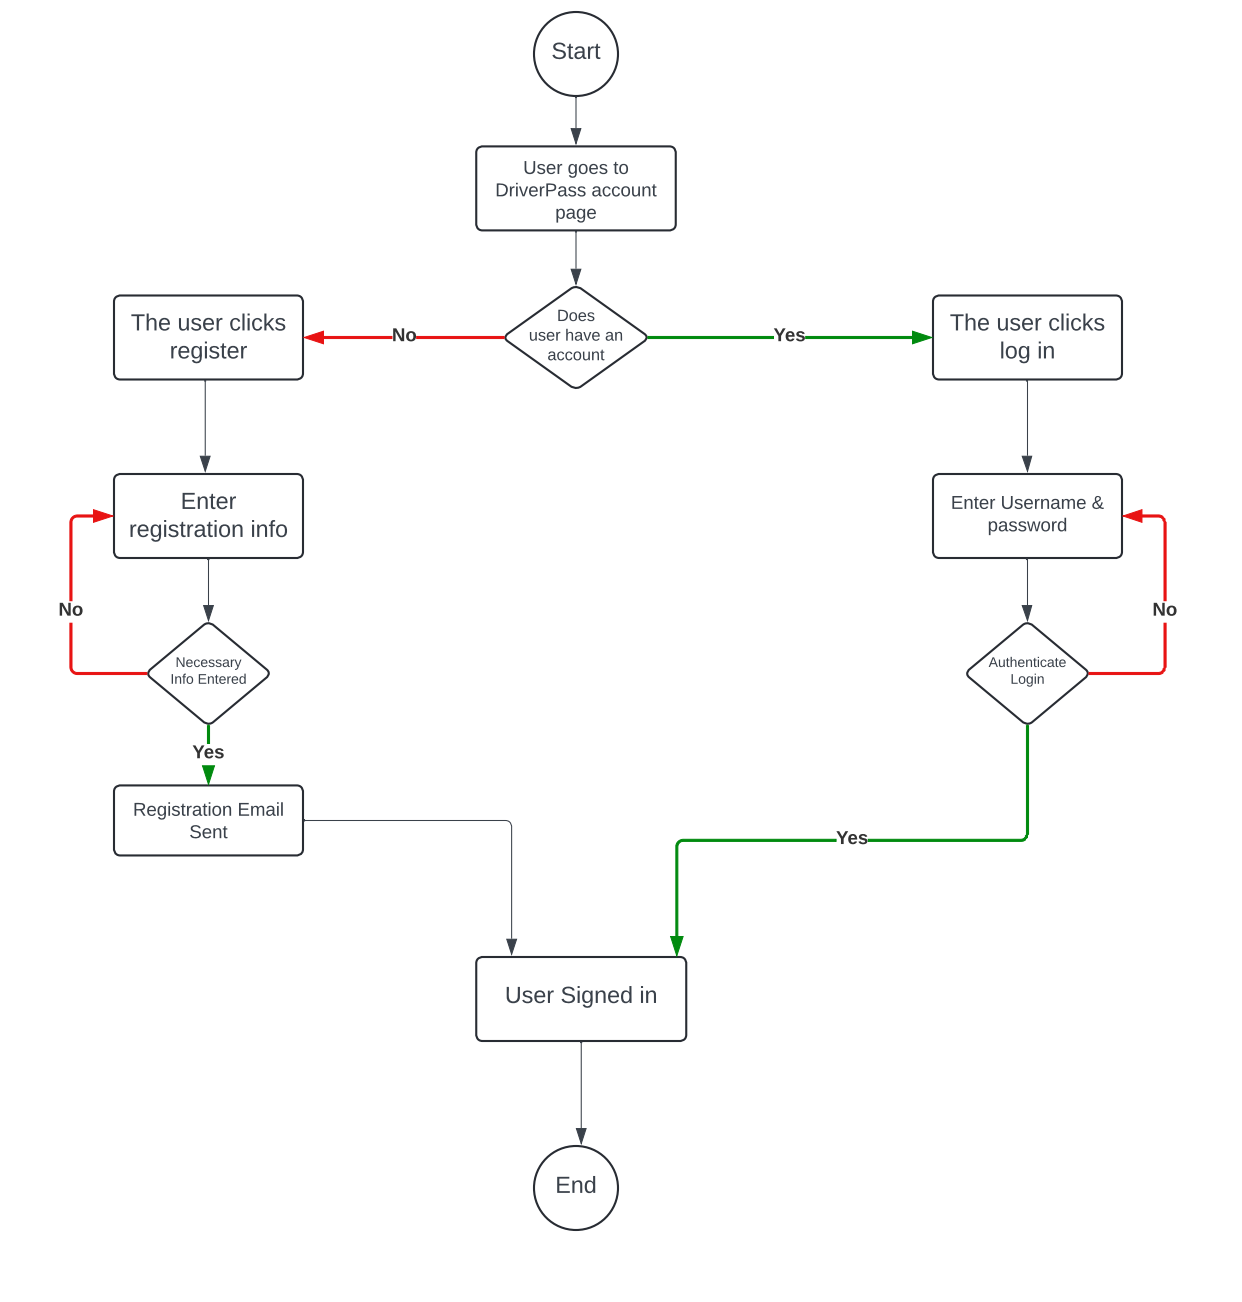 Start
User goes to
DriverPass account
page
Does
user have an
account
No
Yes
The user clicks
register
The user clicks
log in
Enter
registration info
Enter Username &
password
No
No
Necessary
Info Entered
Authenticate
Login
Yes
Registration Email
Sent
Yes
User Signed in
End